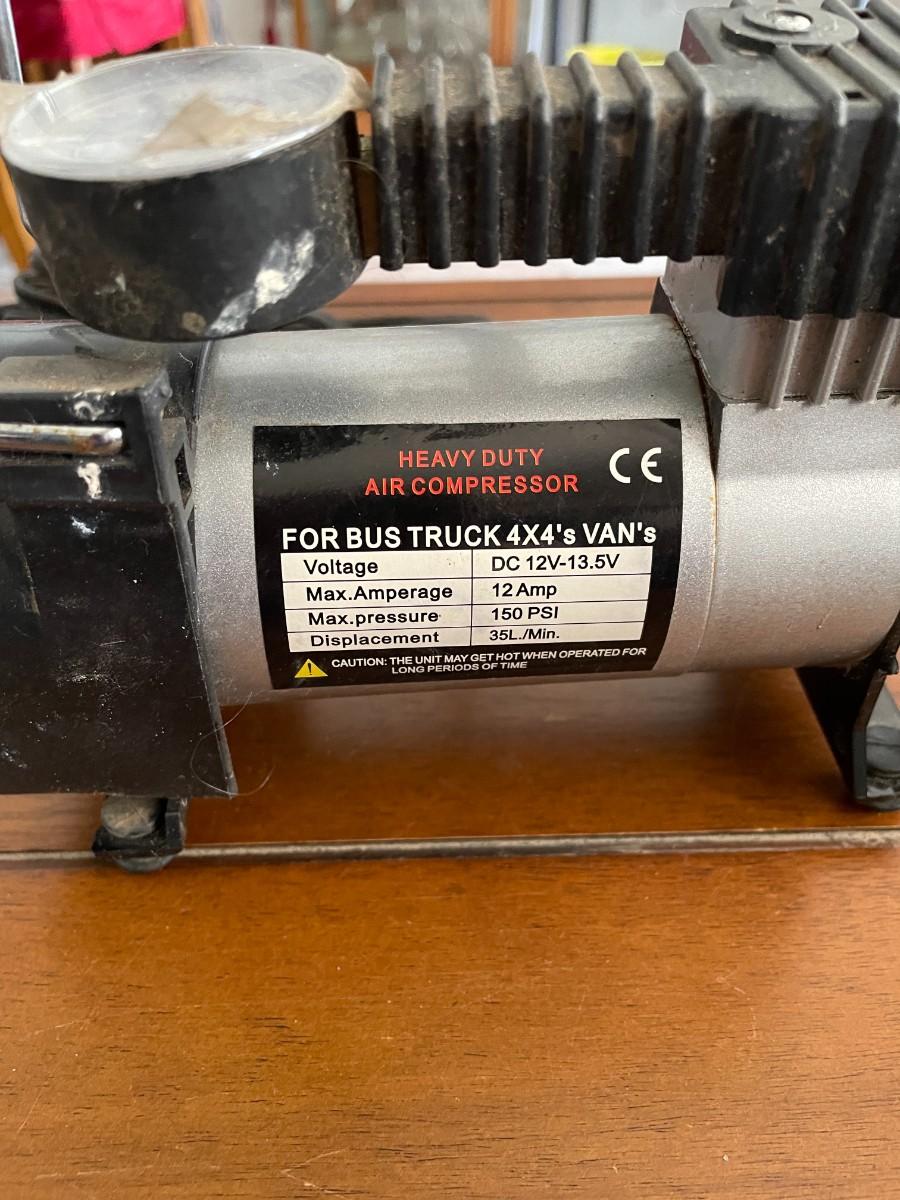 HEAVY DUTY
AIR COMPRESSOR
CE
FOR BUS TRUCK 4X4's VAN's
Voltage DC 12V-13.5V
Max.Amperage 12 Amp
Max.pressure 150 PSI
Displacement 35L./Min.
CAUTION: THE UNIT MAY GET HOT WHEN OPERATED FOR
LONG PERIODS OF TIME